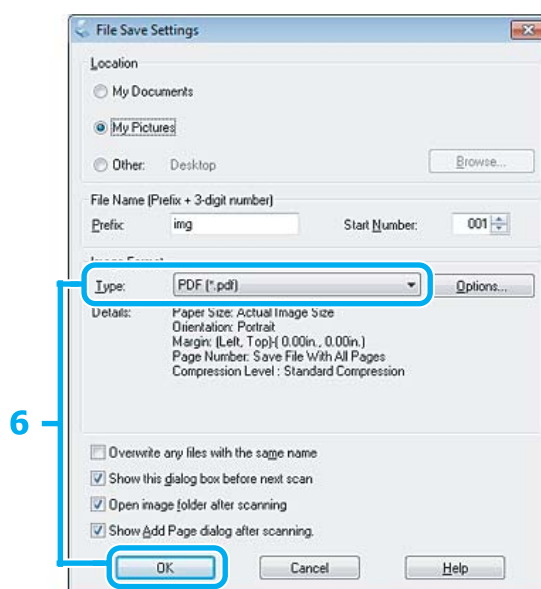 File Save Settings
Location
My Documents
My Pictures
Other: Desktop Browse...
File Name (Prefix + 3-digit number)
Prefix img Start Number: 001
Image Format
Type: PDF (*.pdf) Options...
Details: Paper Size: Actual Image Size
Orientation: Portrait
Margin: (Left, Top)( 0.00in., 0.00in.)
Page Number: Save File With All Pages
Compression Level : Standard Compression
6
Overwrite any files with the same name
Show this dialog box before next scan
Open image folder after scanning
Show Add Page dialog after scanning.
OK Cancel Help